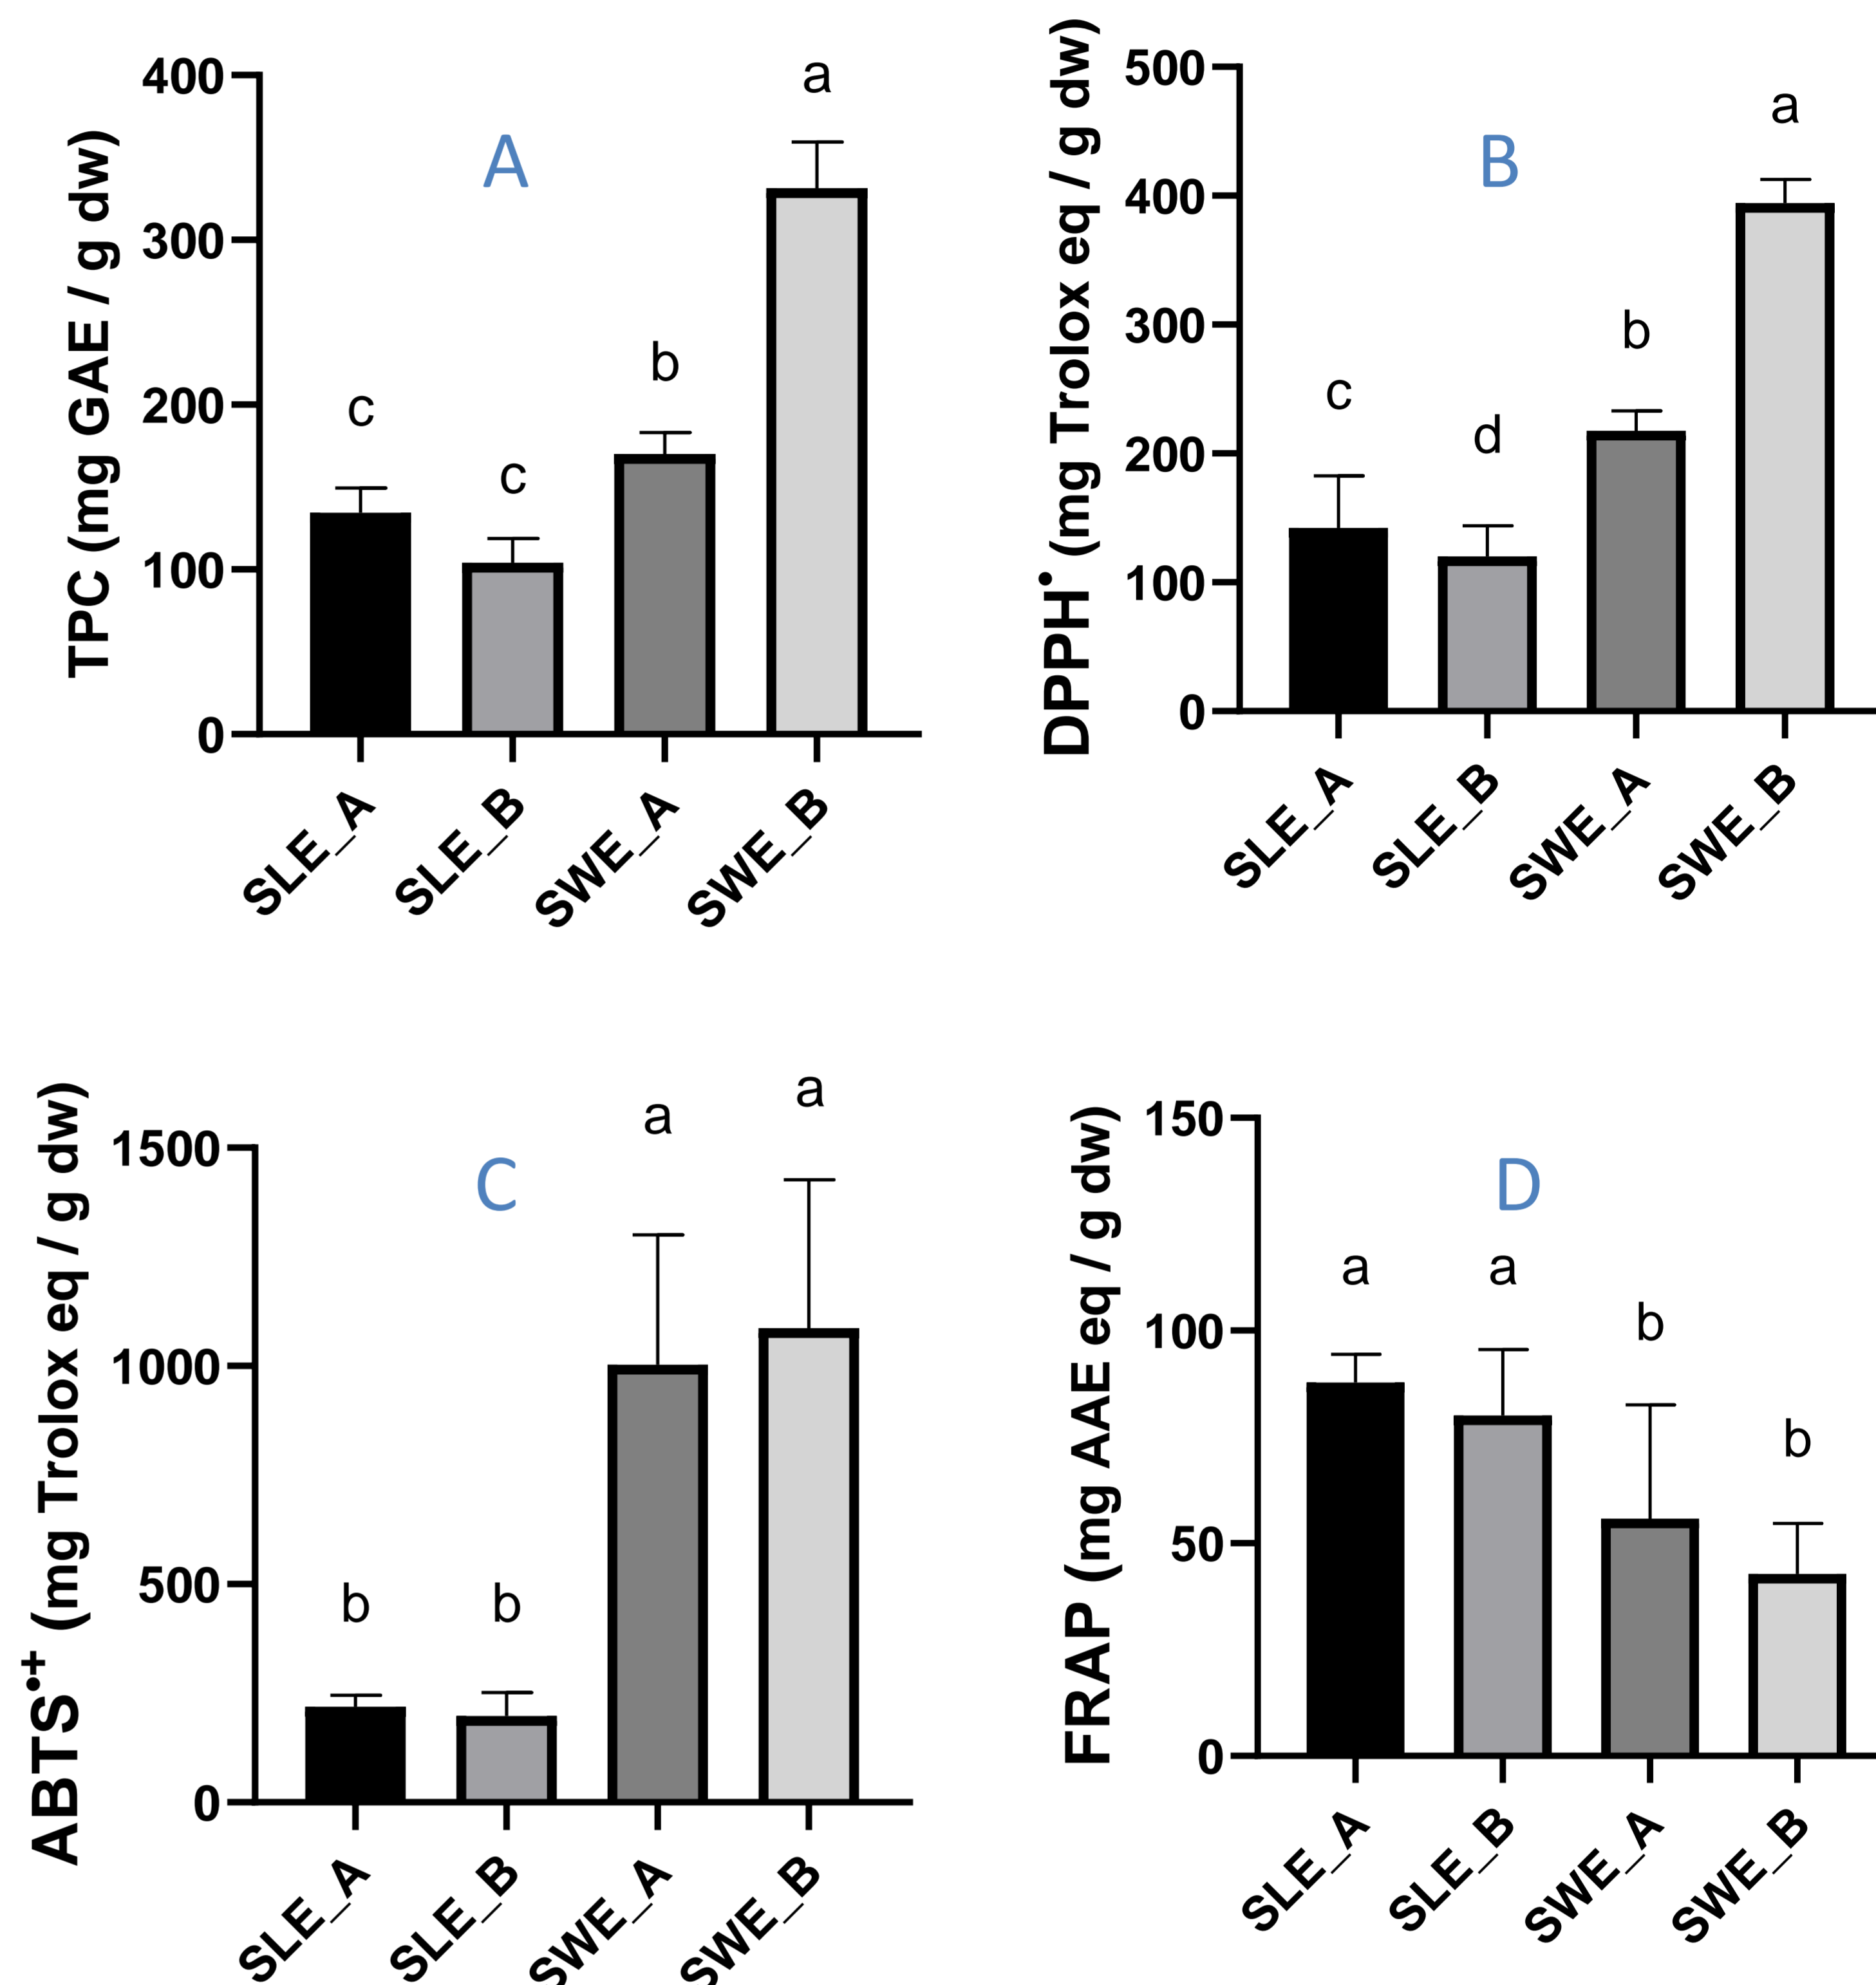 TPC (mg GAE / g dw)
400
300
200
100
0
A
c
c
b
a
SLE_A
SLE_B
SWE_A
SWE_B
DPPH• (mg Trolox eq / g dw)
500
400
300
200
100
0
B
c
d
b
a
SLE_A
SLE_B
SWE_A
SWE_B
ABTS•+ (mg Trolox eq / g dw)
1500
1000
500
0
C
b
b
a
a
SLE_A
SLE_B
SWE_A
SWE_B
FRAP (mg AAE eq / g dw)
150
100
50
0
D
a
a
b
b
SLE_A
SLE_B
SWE_A
SWE_B